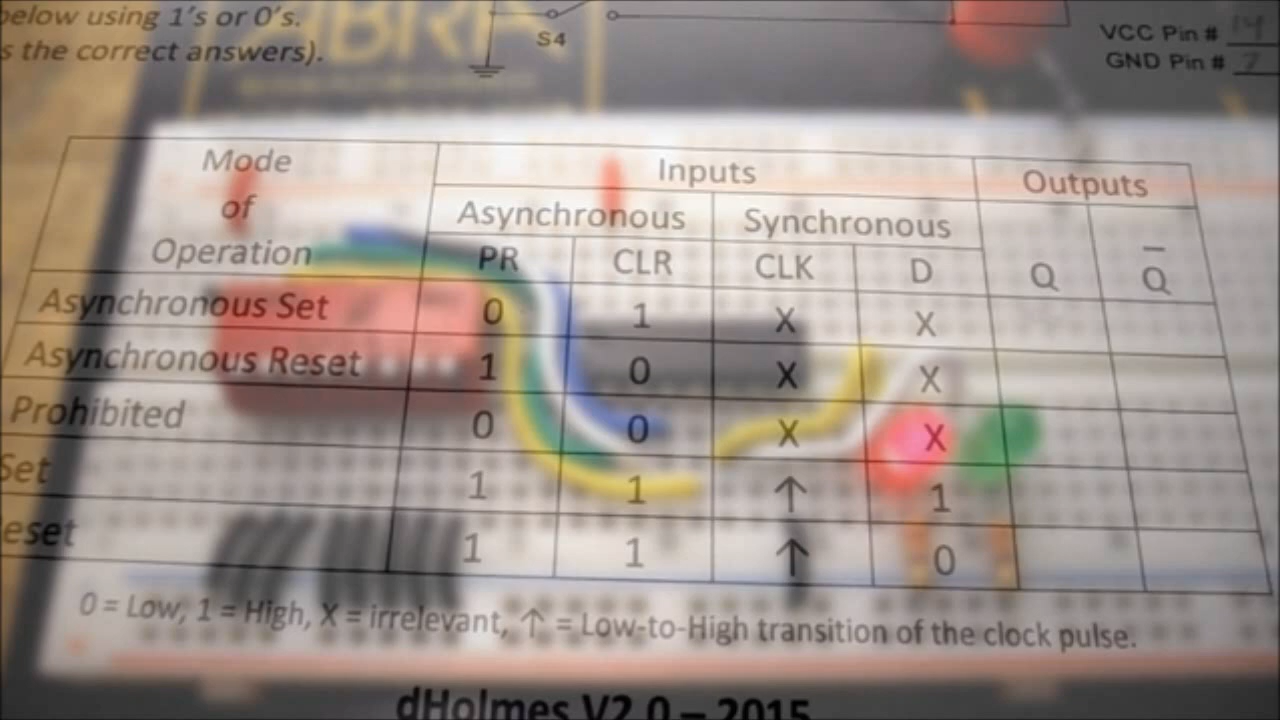 below using 1's or 0's.
s the correct answers).
S4
VCC Pin # 14
GND Pin # 7
ABRA
Mode of Operation Inputs Outputs
Asynchronous Synchronous
PR CLR CLK D Q Q̅
Asynchronous Set 0 1 X X
Asynchronous Reset 1 0 X X
Prohibited 0 0 X X
Set 1 1 ↑ 1
eset 1 1 ↑ 0
0 = Low, 1 = High, X = irrelevant, ↑ = Low-to-High transition of the clock pulse.
dHolmes V2.0 – 2015